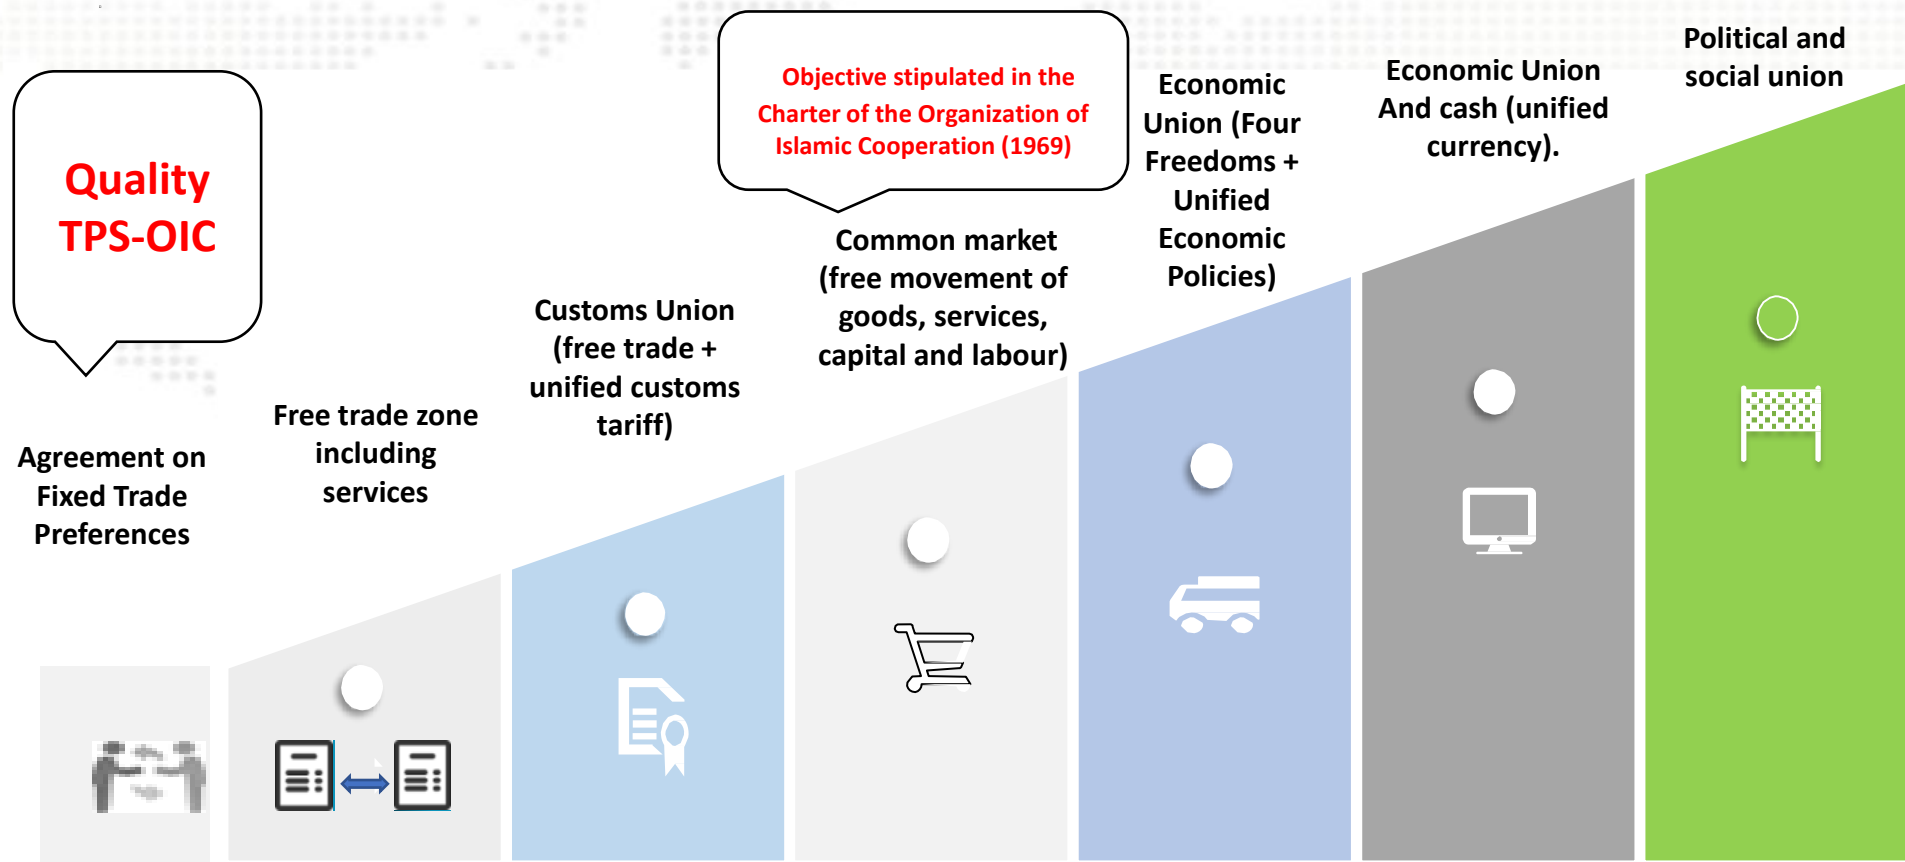 Quality
TPS-OIC
Agreement on
Fixed Trade
Preferences
Free trade zone
including
services
Customs Union
(free trade +
unified customs
tariff)
Objective stipulated in the
Charter of the Organization of
Islamic Cooperation (1969)
Common market
(free movement of
goods, services,
capital and labour)
Economic
Union (Four
Freedoms +
Unified
Economic
Policies)
Economic Union
And cash (unified
currency).
Political and
social union